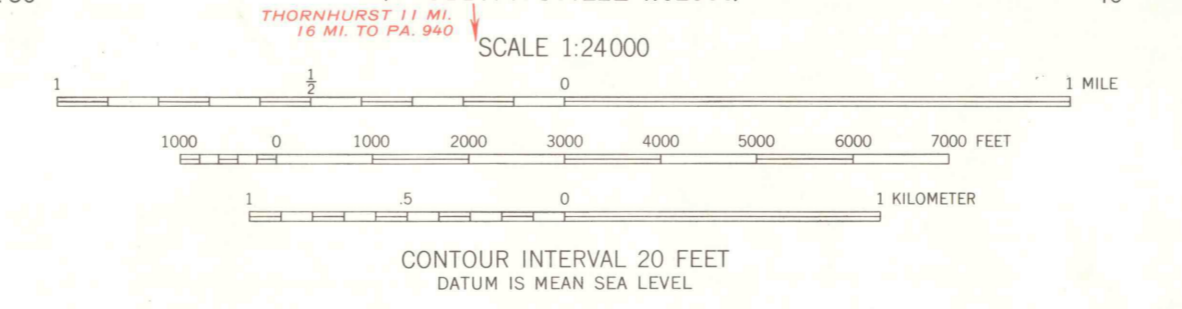 THORNHURST 11 MI.
16 MI. TO PA. 940
SCALE 1:24000
1 1/2 0 1 MILE
1000 0 1000 2000 3000 4000 5000 6000 7000 FEET
1 .5 0 1 KILOMETER
CONTOUR INTERVAL 20 FEET
DATUM IS MEAN SEA LEVEL